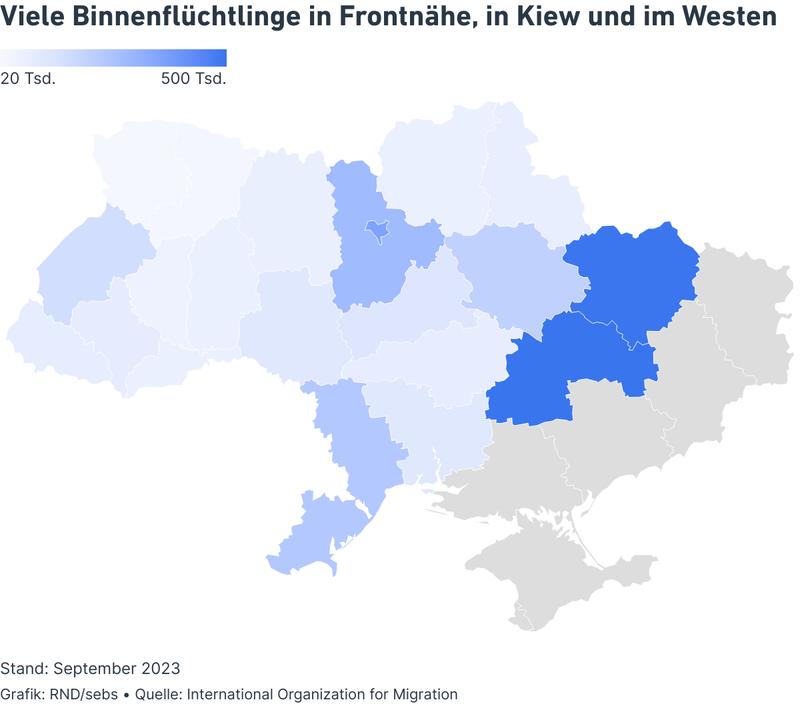 Viele Binnenflüchtlinge in Frontnähe, in Kiew und im Westen
20 Tsd. 500 Tsd.
Stand: September 2023
Grafik: RND/sebs • Quelle: International Organization for Migration